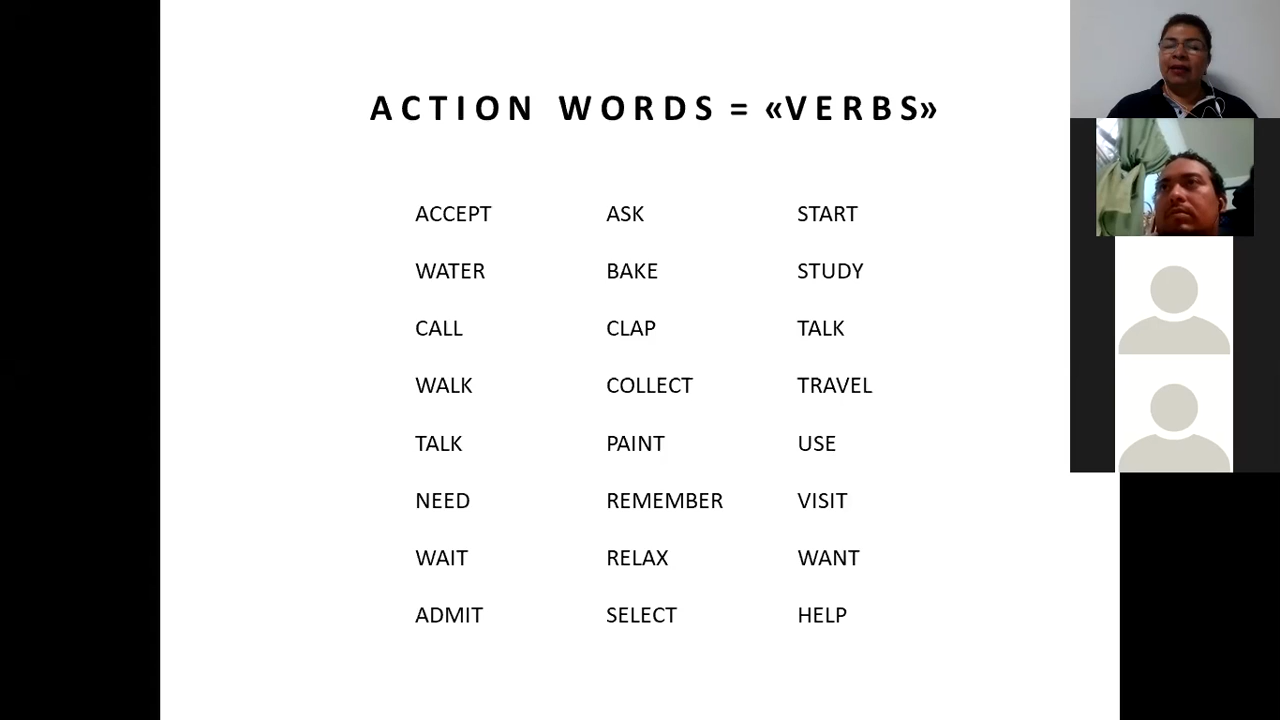 ACTION WORDS = «VERBS»
ACCEPT ASK START
WATER BAKE STUDY
CALL CLAP TALK
WALK COLLECT TRAVEL
TALK PAINT USE
NEED REMEMBER VISIT
WAIT RELAX WANT
ADMIT SELECT HELP